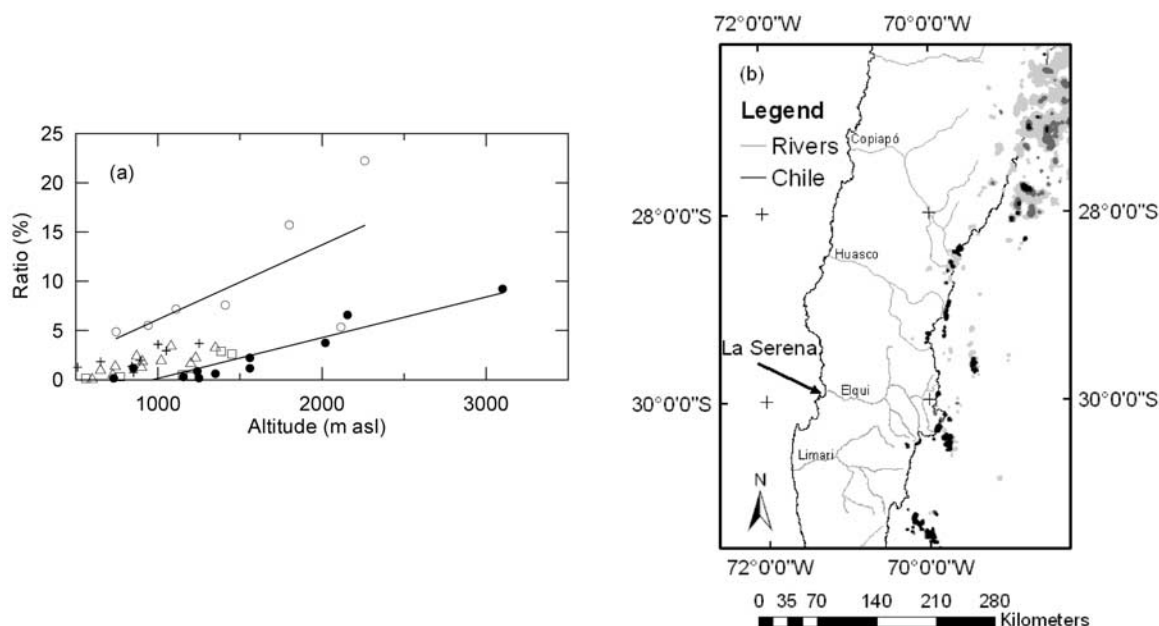 (a)
25
20
15
10
5
0
Ratio (%)
1000
2000
3000
Altitude (m asl)
72°0'0"W
70°0'0"W
(b)
Legend
Rivers
Chile
Copiapó
28°0'0"S
28°0'0"S
Huasco
La Serena
Elqui
30°0'0"S
30°0'0"S
Limari
N
72°0'0"W
70°0'0"W
0 35 70 140 210 280
Kilometers